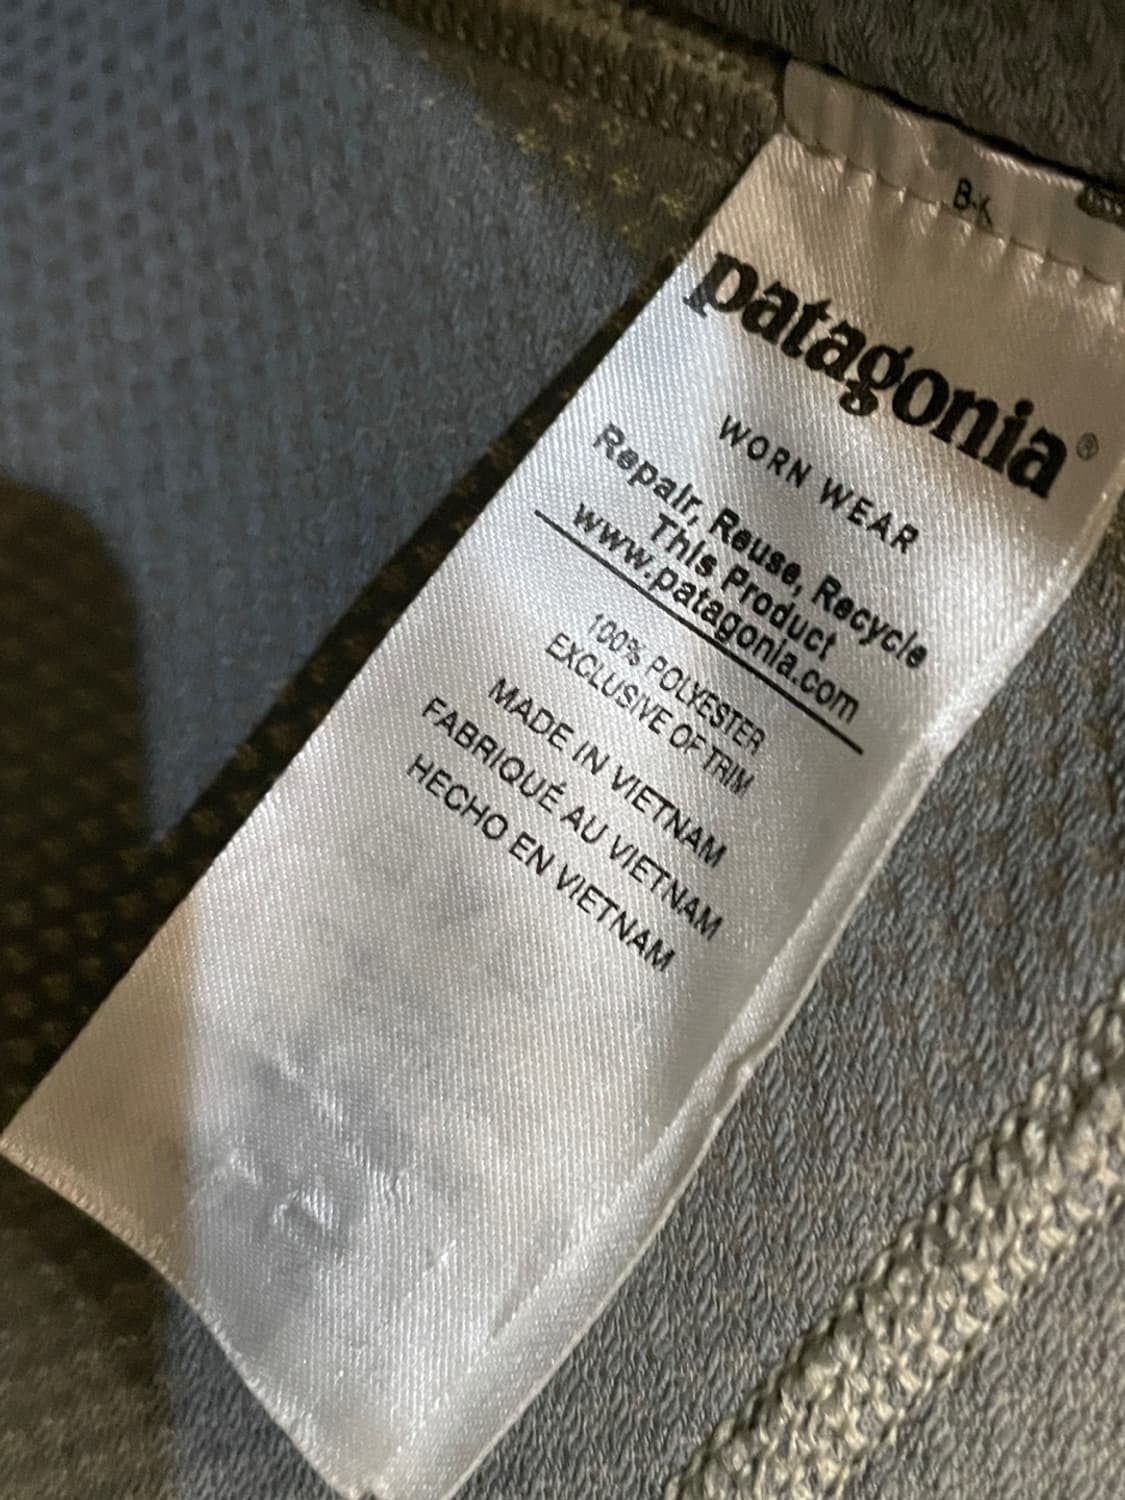 B-K
patagonia®
WORN WEAR
Repair, Reuse, Recycle
This Product
www.patagonia.com
100% POLYESTER
EXCLUSIVE OF TRIM
MADE IN VIETNAM
FABRIQUÉ AU VIETNAM
HECHO EN VIETNAM